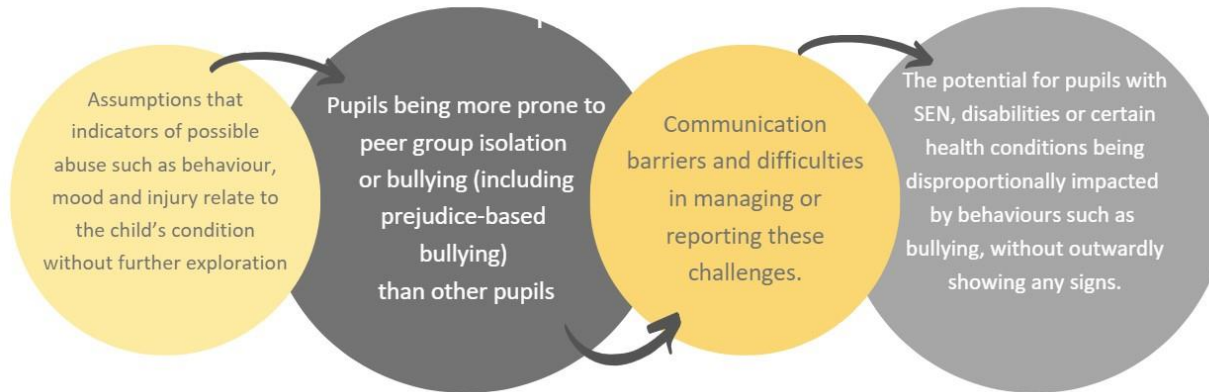 Assumptions that
indicators of possible
abuse such as behaviour,
mood and injury relate to
the child's condition
without further exploration
Pupils being more prone to
peer group isolation
or bullying (including
prejudice-based
bullying)
than other pupils
Communication
barriers and difficulties
in managing or
reporting these
challenges.
The potential for pupils with
SEN, disabilities or certain
health conditions being
disproportionally impacted
by behaviours such as
bullying, without outwardly
showing any signs.